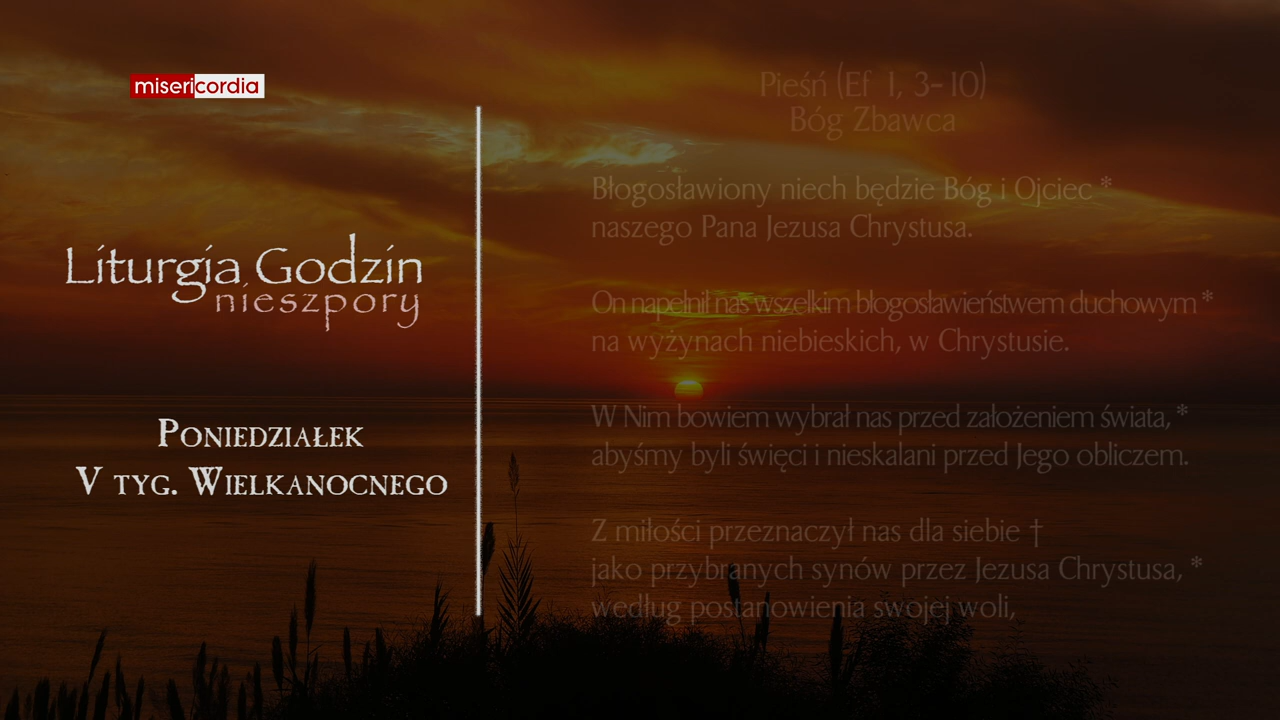 misericordia
Liturgia Godzin
nieszpory
Poniedziałek
V tyg. Wielkanocnego
Pieśń (Ef 1, 3-10)
Bóg Zbawca
Błogosławiony niech będzie Bóg i Ojciec *
naszego Pana Jezusa Chrystusa.
On napełnił nas wszelkim błogosławieństwem duchowym *
na wyżynach niebieskich, w Chrystusie.
W Nim bowiem wybrał nas przed założeniem świata, *
abyśmy byli święci i nieskalani przed Jego obliczem.
Z miłości przeznaczył nas dla siebie †
jako przybranych synów przez Jezusa Chrystusa, *
według postanowienia swojej woli,